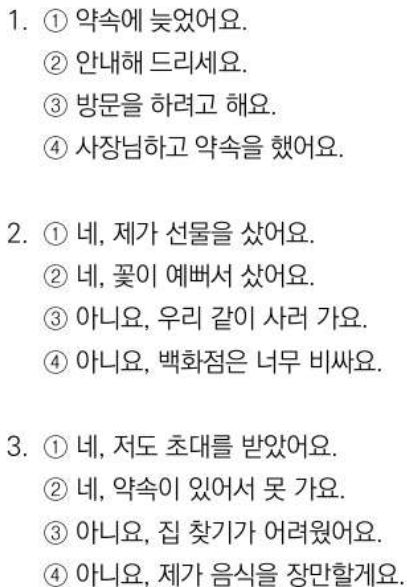 1. ① 약속에 늦었어요.
② 안내해 드리세요.
③ 방문을 하려고 해요.
④ 사장님하고 약속을 했어요.
2. ① 네, 제가 선물을 샀어요.
② 네, 꽃이 예뻐서 샀어요.
③ 아니요, 우리 같이 사러 가요.
④ 아니요, 백화점은 너무 비싸요.
3. ① 네, 저도 초대를 받았어요.
② 네, 약속이 있어서 못 가요.
③ 아니요, 집 찾기가 어려웠어요.
④ 아니요, 제가 음식을 장만할게요.